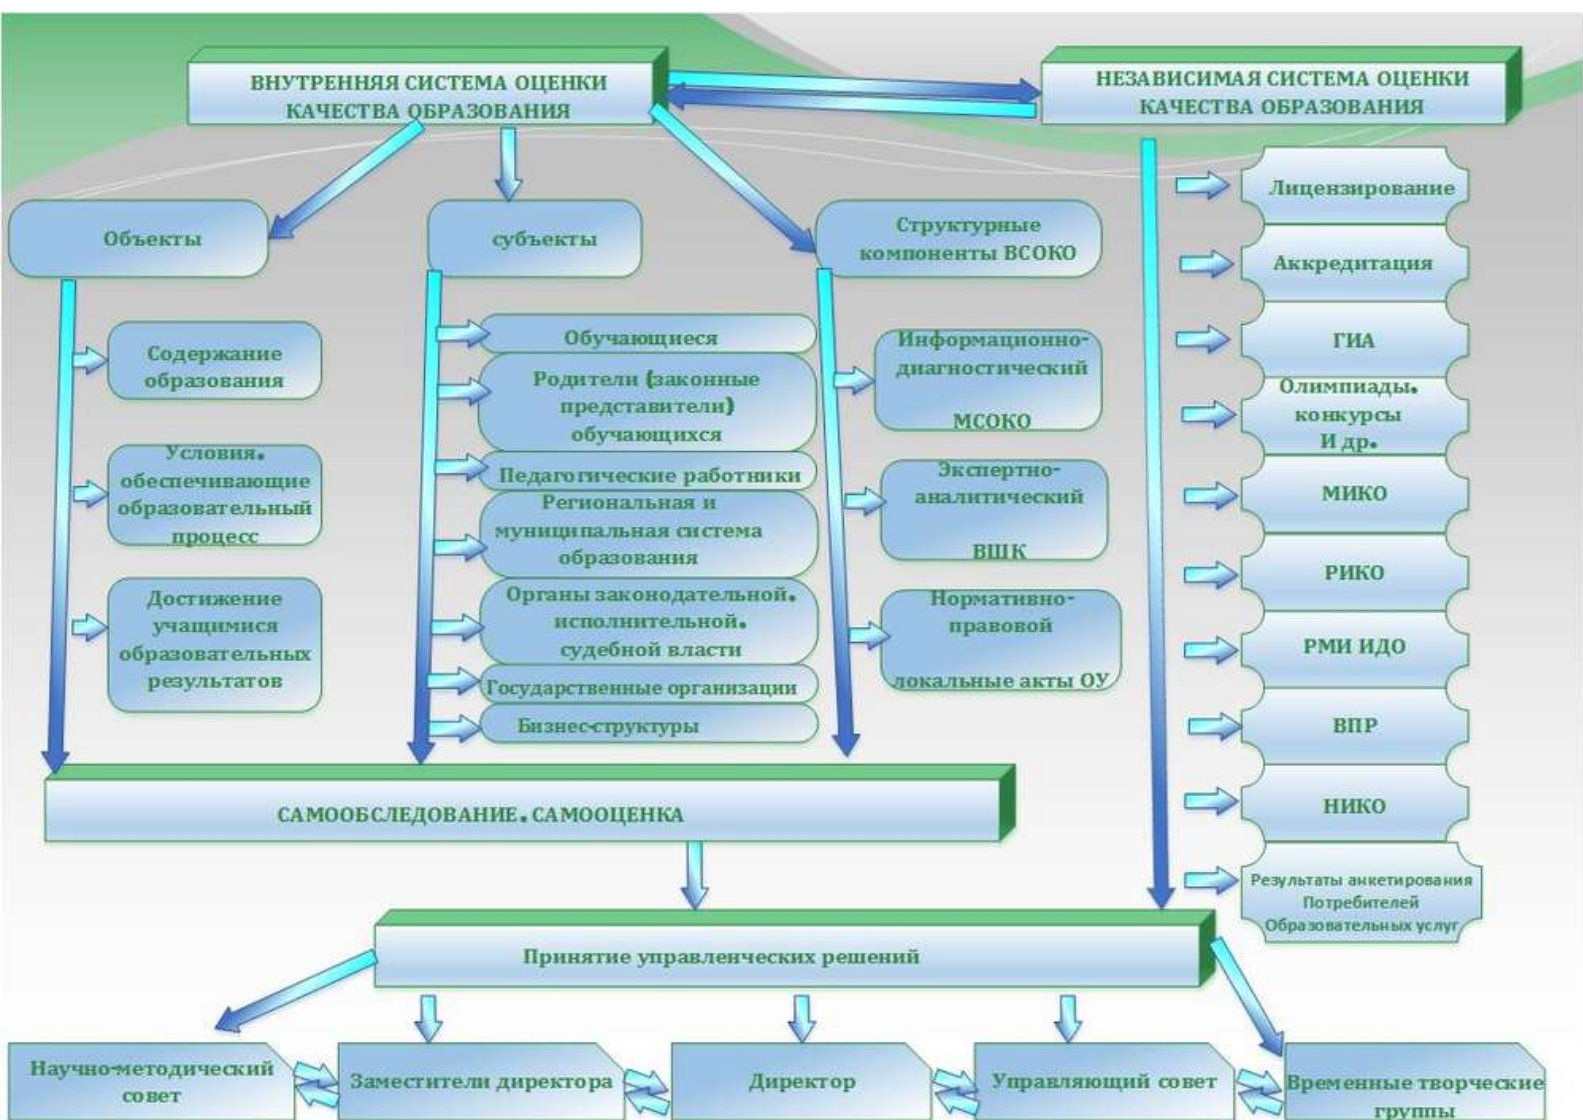 ВНУТРЕННЯЯ СИСТЕМА ОЦЕНКИ
КАЧЕСТВА ОБРАЗОВАНИЯ
НЕЗАВИСИМАЯ СИСТЕМА ОЦЕНКИ
КАЧЕСТВА ОБРАЗОВАНИЯ
Объекты
субъекты
Структурные
компоненты ВСОКО
Содержание
образования
Условия.
обеспечивающие
образовательный
процесс
Достижение
учащимися
образовательных
результатов
Обучающиеся
Родители (законные
представители)
обучающихся
Педагогические работники
Региональная и
муниципальная система
образования
Органы законодательной.
исполнительной.
судебной власти
Государственные организации
Бизнес-структуры
Информационно-
диагностический
МСОКО
Экспертно-
аналитический
ВШК
Нормативно-
правовой
локальные акты ОУ
Лицензирование
Аккредитация
ГИА
Олимпиады.
конкурсы
И др.
МИКО
РИКО
РМИ ИДО
ВПР
НИКО
Результаты анкетирования
Потребителей
Образовательных услуг
САМООБСЛЕДОВАНИЕ. САМООЦЕНКА
Принятие управленческих решений
Научно-методический
совет
Заместители директора
Директор
Управляющий совет
Временные творческие
группы